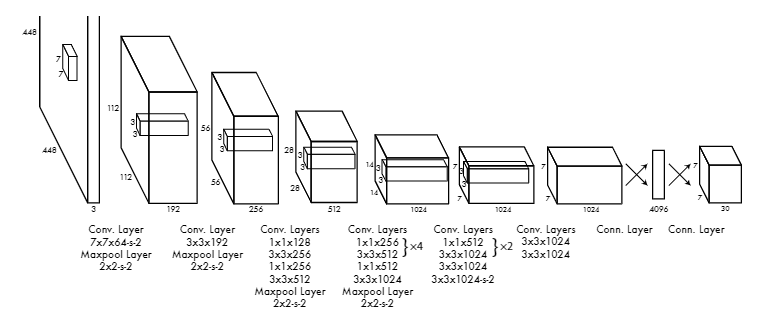 448
448
7
7
3
112
112
3
3
192
56
56
3
3
256
28
28
3
3
512
14
14
3
3
1024
7
7
3
3
1024
7
7
1024
4096
7
7
30
Conv. Layer
7x7x64-s-2
Maxpool Layer
2x2-s-2
Conv. Layer
3x3x192
Maxpool Layer
2x2-s-2
Conv. Layers
1x1x128
3x3x256
1x1x256
3x3x512
Maxpool Layer
2x2-s-2
Conv. Layers
1x1x256
3x3x512
}×4
1x1x512
3x3x1024
Maxpool Layer
2x2-s-2
Conv. Layers
1x1x512
3x3x1024
}×2
3x3x1024
3x3x1024-s-2
Conv. Layers
3x3x1024
3x3x1024
Conn. Layer
Conn. Layer